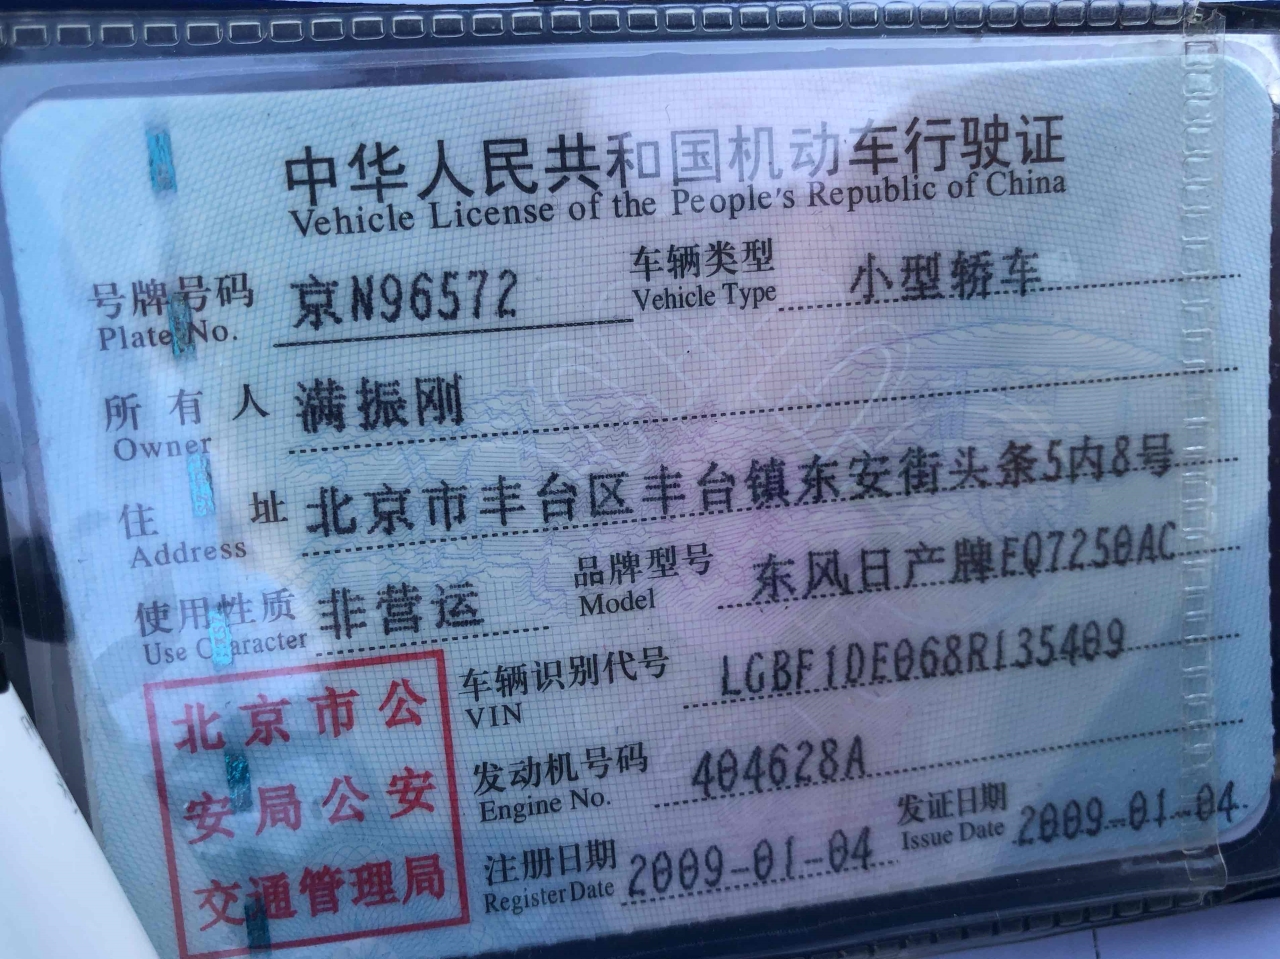 中华人民共和国机动车行驶证
Vehicle License of the People's Republic of China
号牌号码 京N96572 车辆类型 小型轿车
Plate No. Vehicle Type
所有人 满振刚
Owner
住址 北京市丰台区丰台镇东安街头条5内8号
Address
使用性质 非营运 品牌型号 东风日产牌EQ7250AC
Use Character Model
车辆识别代号 LGBF1DE068R135409
VIN
发动机号码 404628A
Engine No.
注册日期 2009-01-04 发证日期 2009-01-04
Register Date Issue Date
北京市公
安局公安
交通管理局